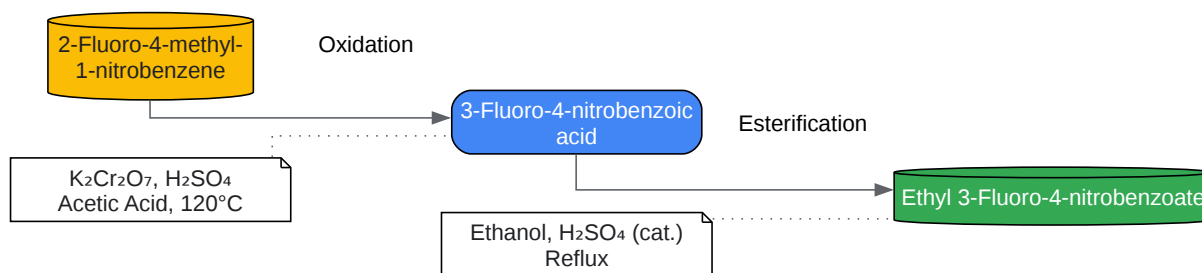 2-Fluoro-4-methyl-
1-nitrobenzene
Oxidation
3-Fluoro-4-nitrobenzoic
acid
Esterification
K₂Cr₂O₇, H₂SO₄
Acetic Acid, 120°C
Ethyl 3-Fluoro-4-nitrobenzoate
Ethanol, H₂SO₄ (cat.)
Reflux